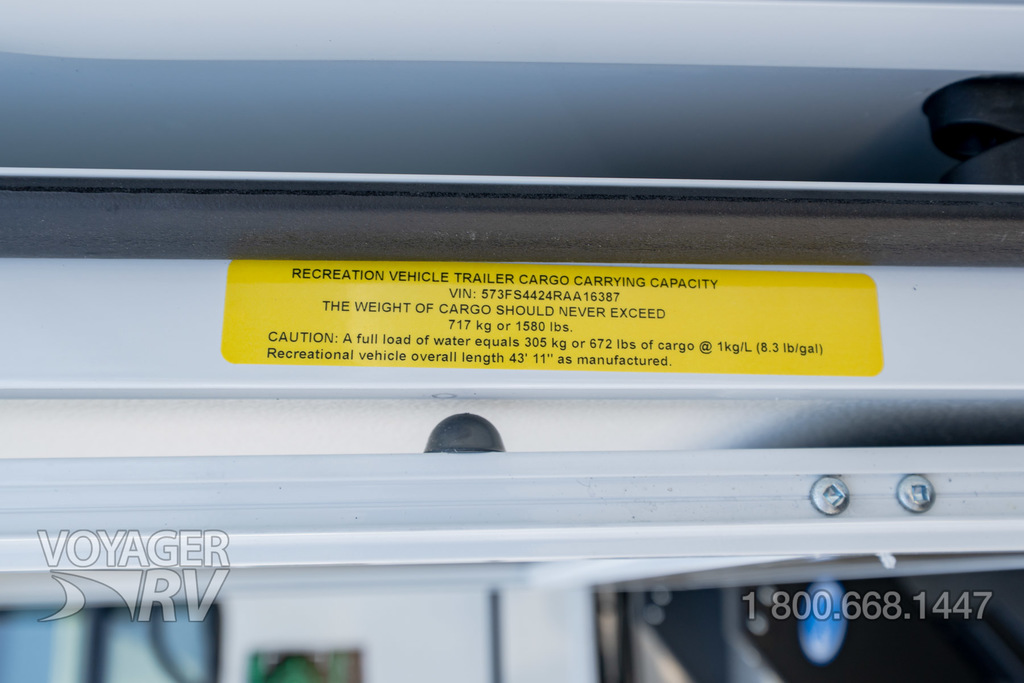 RECREATION VEHICLE TRAILER CARGO CARRYING CAPACITY
VIN: 573FS4424RAA16387
THE WEIGHT OF CARGO SHOULD NEVER EXCEED
717 kg or 1580 lbs.
CAUTION: A full load of water equals 305 kg or 672 lbs of cargo @ 1kg/L (8.3 lb/gal)
Recreational vehicle overall length 43' 11" as manufactured.
VOYAGER
RV
1 800.668.1447